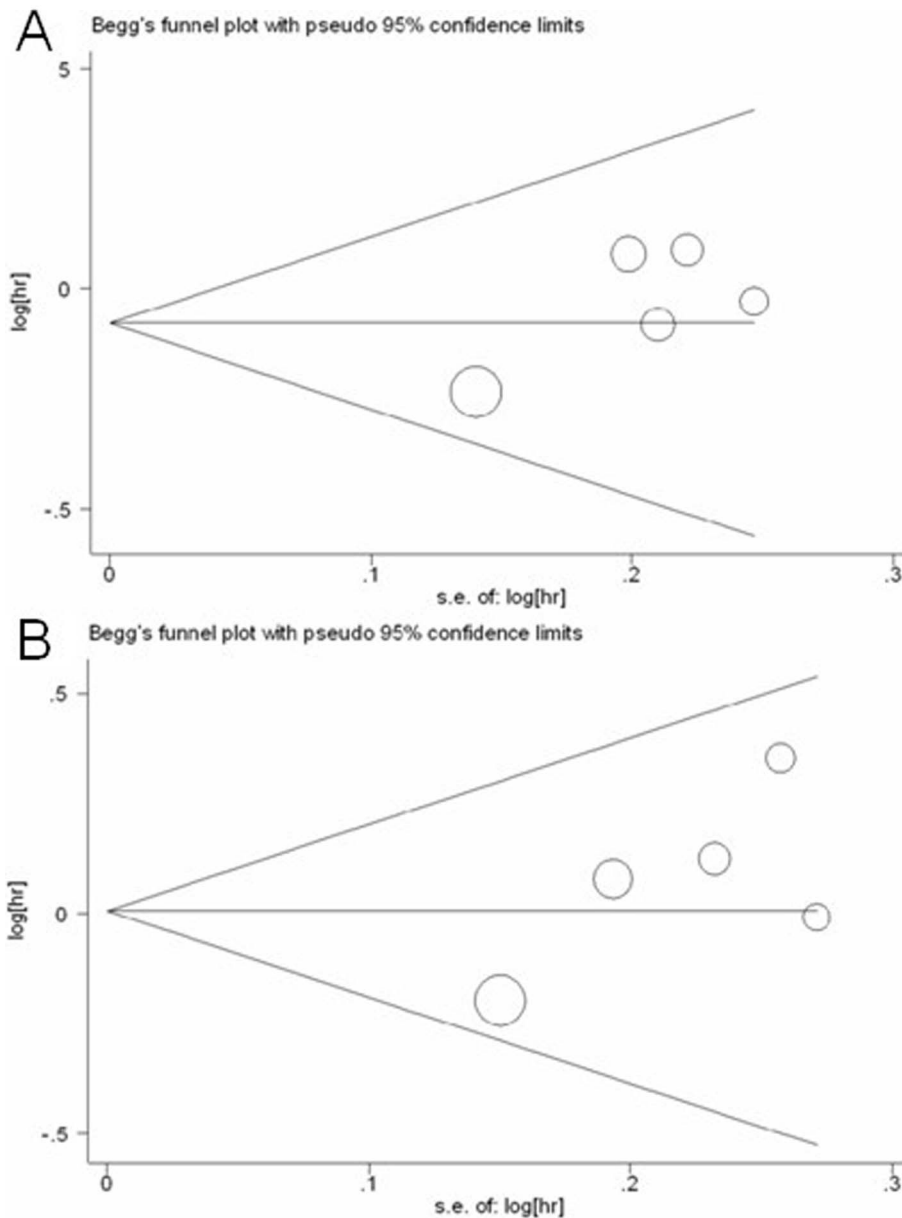 A
Begg's funnel plot with pseudo 95% confidence limits
5
0
-.5
log[hr]
0 .1 .2 .3
s.e. of: log[hr]
B
Begg's funnel plot with pseudo 95% confidence limits
.5
0
-.5
log[hr]
0 .1 .2 .3
s.e. of: log[hr]